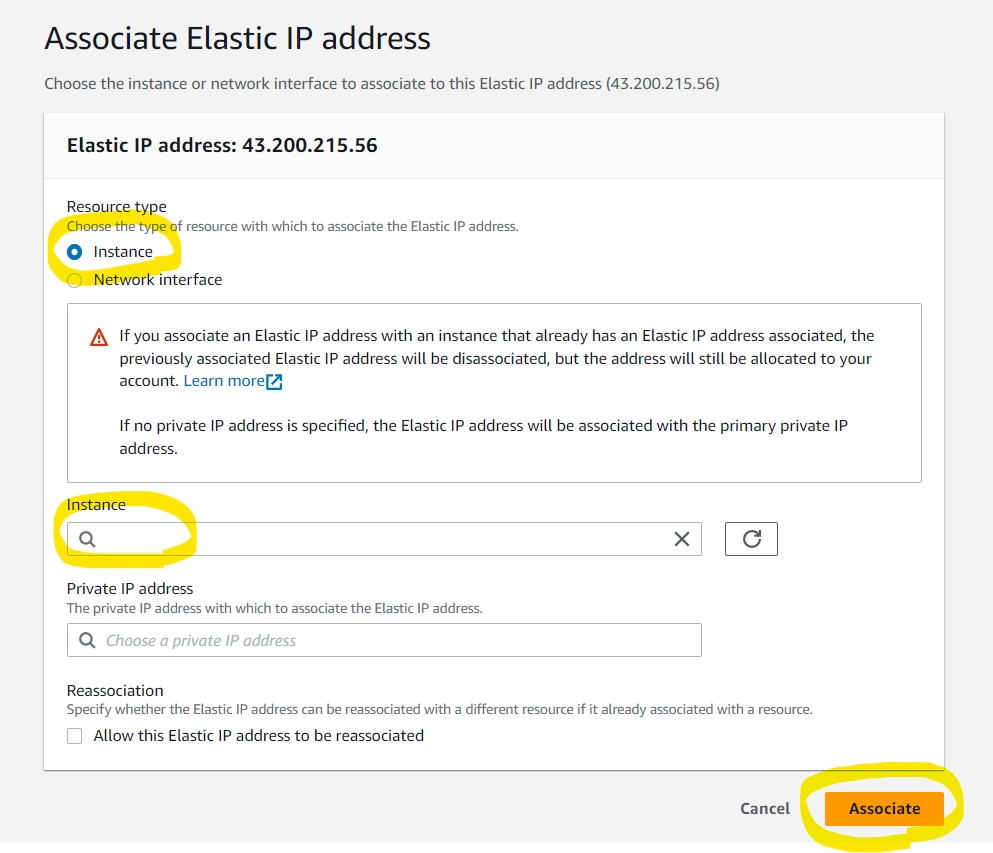 Associate Elastic IP address
Choose the instance or network interface to associate to this Elastic IP address (43.200.215.56)
Elastic IP address: 43.200.215.56
Resource type
Choose the type of resource with which to associate the Elastic IP address.
Instance
Network interface
If you associate an Elastic IP address with an instance that already has an Elastic IP address associated, the
previously associated Elastic IP address will be disassociated, but the address will still be allocated to your
account. Learn more
If no private IP address is specified, the Elastic IP address will be associated with the primary private IP
address.
Instance
Private IP address
The private IP address with which to associate the Elastic IP address.
Choose a private IP address
Reassociation
Specify whether the Elastic IP address can be reassociated with a different resource if it already associated with a resource.
Allow this Elastic IP address to be reassociated
Cancel Associate